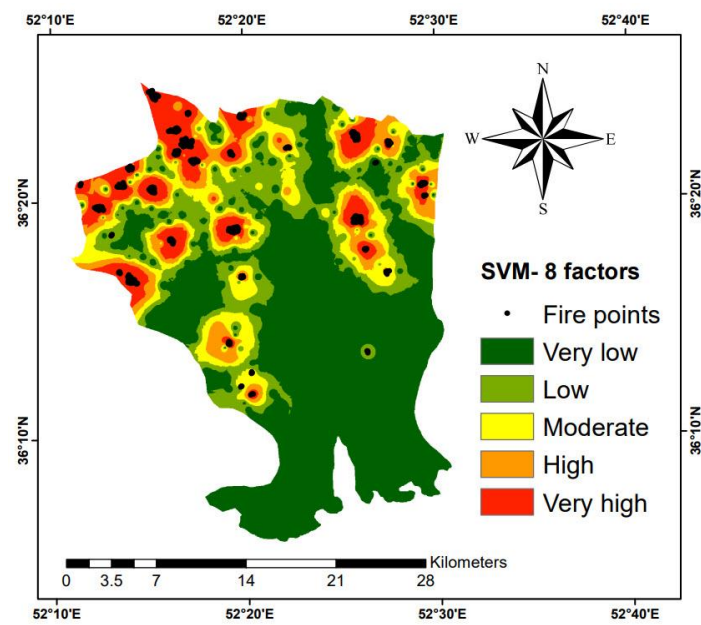 52°10'E 52°20'E 52°30'E 52°40'E
N
W E
S
36°20'N 36°20'N
SVM- 8 factors
Fire points
Very low
Low
Moderate
High
Very high
36°10'N 36°10'N
Kilometers
0 3.5 7 14 21 28
52°10'E 52°20'E 52°30'E 52°40'E